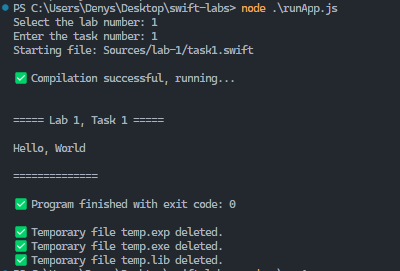 PS C:\Users\Denys\Desktop\swift-labs> node .\runApp.js
Select the lab number: 1
Enter the task number: 1
Starting file: Sources/lab-1/task1.swift
✅ Compilation successful, running...
===== Lab 1, Task 1 =====
Hello, World
==============
✅ Program finished with exit code: 0
✅ Temporary file temp.exp deleted.
✅ Temporary file temp.exe deleted.
✅ Temporary file temp.lib deleted.